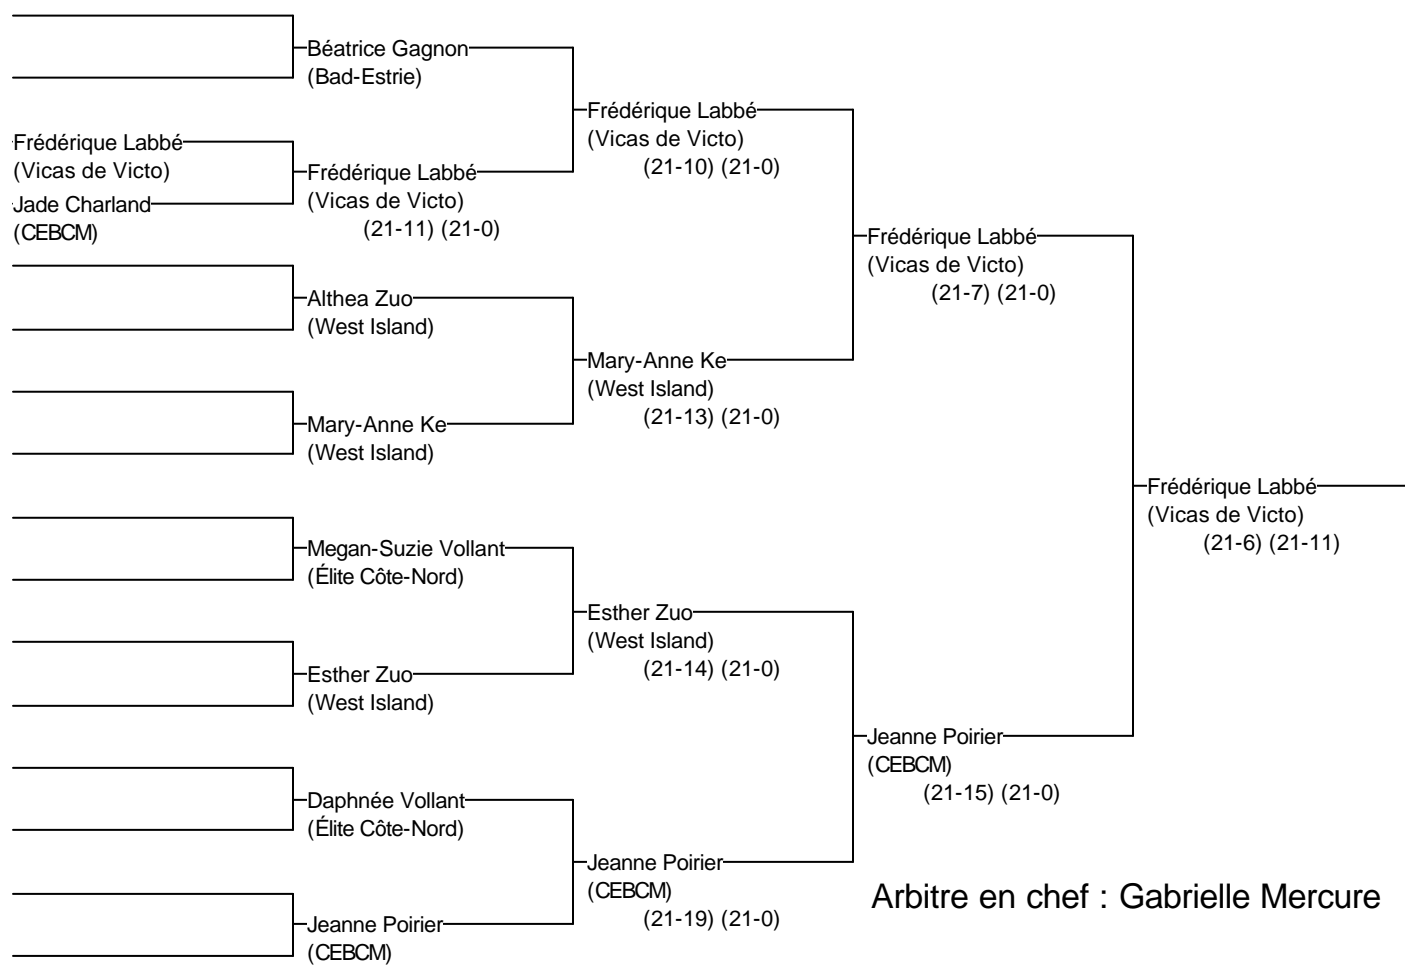 Béatrice Gagnon
(Bad-Estrie)
Frédérique Labbé
(Vicas de Victo)
(21-10) (21-0)
Frédérique Labbé
(Vicas de Victo)
Frédérique Labbé
(Vicas de Victo)
(21-11) (21-0)
Jade Charland
(CEBCM)
Frédérique Labbé
(Vicas de Victo)
(21-7) (21-0)
Althea Zuo
(West Island)
Mary-Anne Ke
(West Island)
(21-13) (21-0)
Mary-Anne Ke
(West Island)
Frédérique Labbé
(Vicas de Victo)
(21-6) (21-11)
Megan-Suzie Vollant
(Élite Côte-Nord)
Esther Zuo
(West Island)
(21-14) (21-0)
Esther Zuo
(West Island)
Jeanne Poirier
(CEBCM)
(21-15) (21-0)
Daphnée Vollant
(Élite Côte-Nord)
Jeanne Poirier
(CEBCM)
(21-19) (21-0)
Jeanne Poirier
(CEBCM)
Arbitre en chef : Gabrielle Mercure